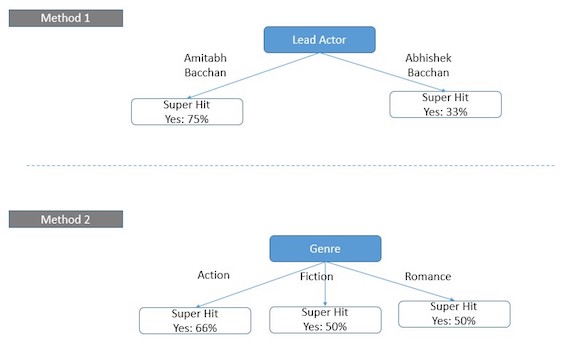 Method 1
Lead Actor
Amitabh
Bacchan
Abhishek
Bacchan
Super Hit
Yes: 75%
Super Hit
Yes: 33%
Method 2
Genre
Action
Fiction
Romance
Super Hit
Yes: 66%
Super Hit
Yes: 50%
Super Hit
Yes: 50%